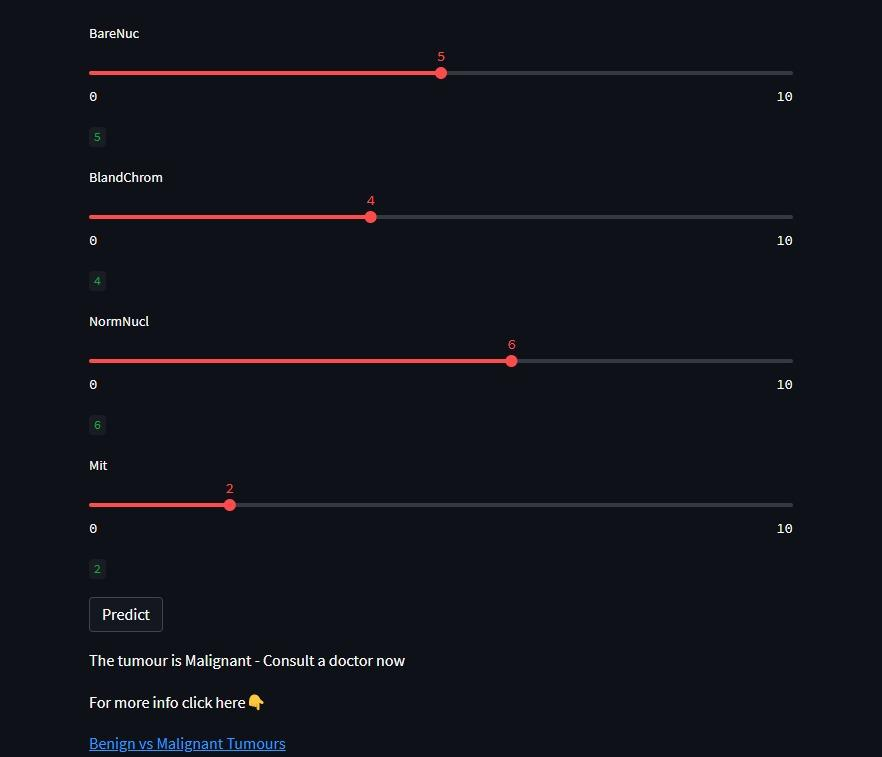 BareNuc
5
0 10
5
BlandChrom
4
0 10
4
NormNucl
6
0 10
6
Mit
2
0 10
2
Predict
The tumour is Malignant - Consult a doctor now
For more info click here👇
Benign vs Malignant Tumours